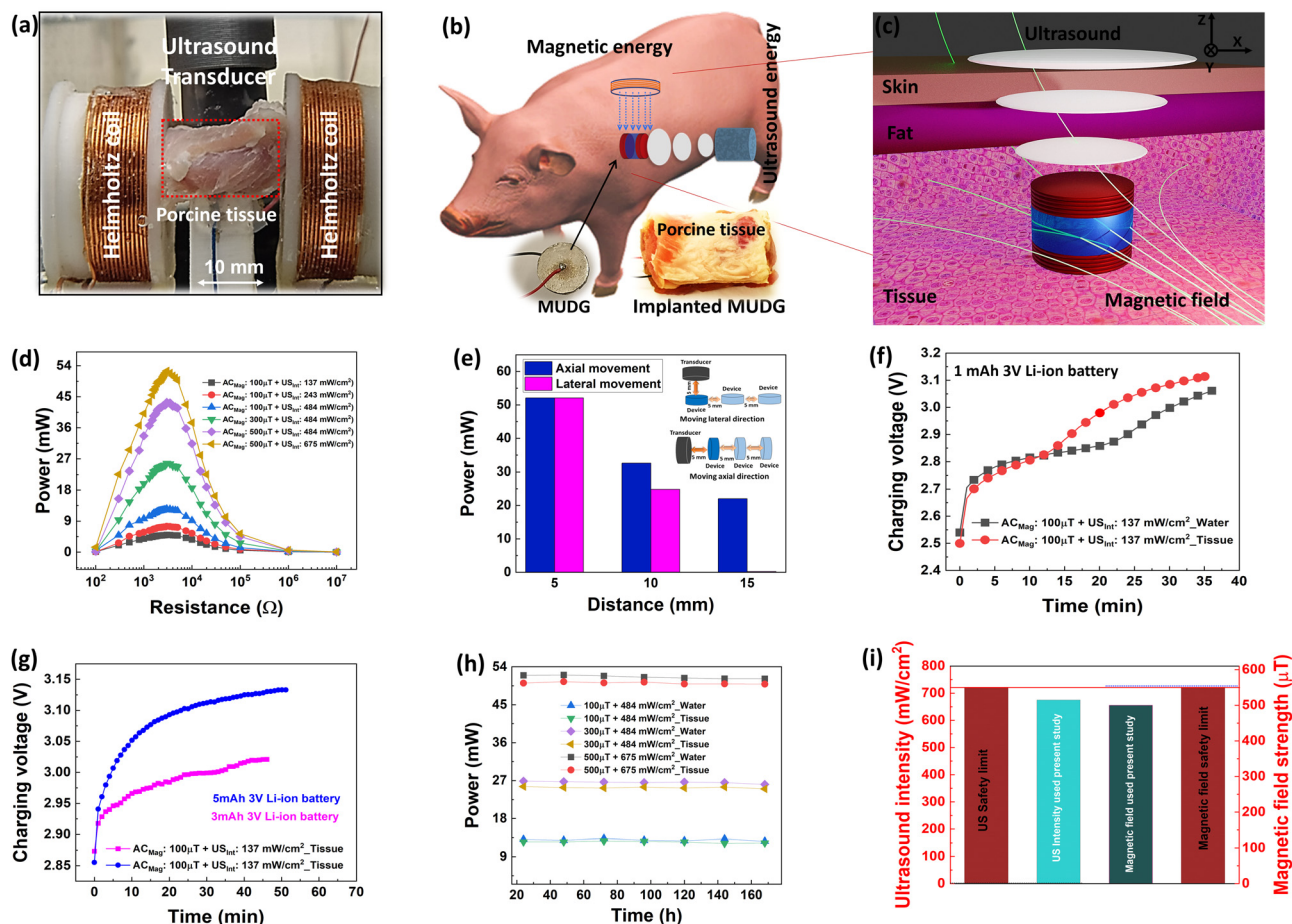 (a)
Ultrasound
Transducer
Helmholtz coil
Helmholtz coil
Porcine tissue
10 mm
(b)
Magnetic energy
Ultrasound energy
Porcine tissue
MUDG
Implanted MUDG
(c)
Ultrasound
Z
X
Y
Skin
Fat
Tissue
Magnetic field
(d)
Power (mW)
54
45
36
27
18
9
0
AC_Mag: 100µT + US_Int: 137 mW/cm²)
AC_Mag: 100µT + US_Int: 243 mW/cm²)
AC_Mag: 100µT + US_Int: 484 mW/cm²)
AC_Mag: 300µT + US_Int: 484 mW/cm²)
AC_Mag: 500µT + US_Int: 484 mW/cm²)
AC_Mag: 500µT + US_Int: 675 mW/cm²)
10² 10³ 10⁴ 10⁵ 10⁶ 10⁷
Resistance (Ω)
(e)
Power (mW)
60
50
40
30
20
10
0
Axial movement
Lateral movement
Transducer
5 mm
Device
Device
Device
5 mm
5 mm
Moving lateral direction
Transducer
5 mm
5 mm
5 mm
Device
Device
Device
Moving axial direction
5 10 15
Distance (mm)
(f)
Charging voltage (V)
3.2
3.1
3.0
2.9
2.8
2.7
2.6
2.5
2.4
1 mAh 3V Li-ion battery
AC_Mag: 100µT + US_Int: 137 mW/cm²_Water
AC_Mag: 100µT + US_Int: 137 mW/cm²_Tissue
0 5 10 15 20 25 30 35 40
Time (min)
(g)
Charging voltage (V)
3.15
3.10
3.05
3.00
2.95
2.90
2.85
5mAh 3V Li-ion battery
3mAh 3V Li-ion battery
AC_Mag: 100µT + US_Int: 137 mW/cm²_Tissue
AC_Mag: 100µT + US_Int: 137 mW/cm²_Tissue
0 10 20 30 40 50 60 70
Time (min)
(h)
Power (mW)
54
45
36
27
18
9
100µT + 484 mW/cm²_Water
100µT + 484 mW/cm²_Tissue
300µT + 484 mW/cm²_Water
300µT + 484 mW/cm²_Tissue
500µT + 675 mW/cm²_Water
500µT + 675 mW/cm²_Tissue
20 40 60 80 100 120 140 160
Time (h)
(i)
Ultrasound intensity (mW/cm²)
800
700
600
500
400
300
200
100
0
US Safety limit
US Intensity used present study
Magnetic field used present study
Magnetic field safety limit
550
500
450
400
350
300
250
200
150
100
50
0
Magnetic field strength (µT)